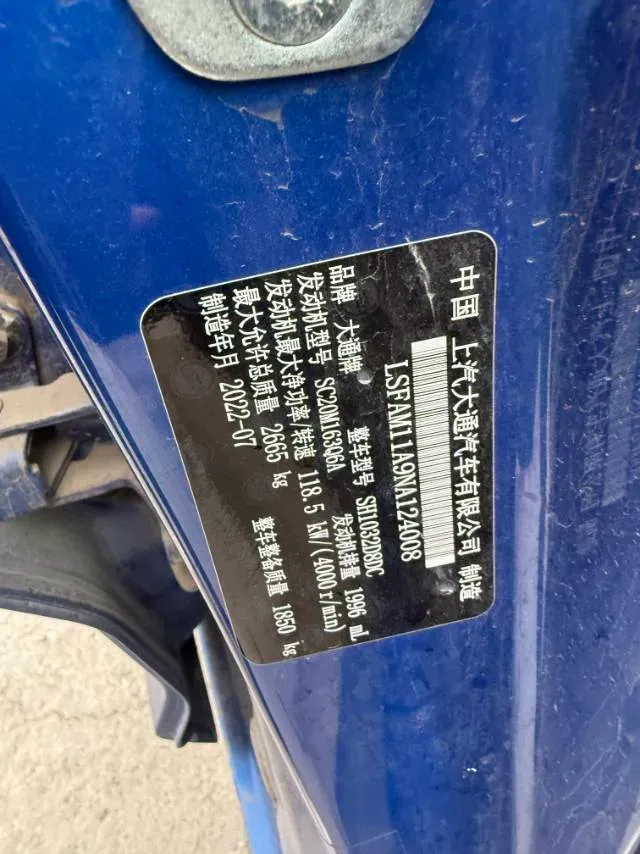 中国 上汽大通汽车有限公司 制造
LSFAM11A9NA124008
品牌 大通牌 整车型号 SH1032D8DC
发动机型号 SC20M163Q6A 发动机排量 1996 mL
发动机最大净功率/转速 118.5 kW/(4000r/min)
最大允许总质量 2665 kg 整车整备质量 1850 kg
制造年月 2022-07